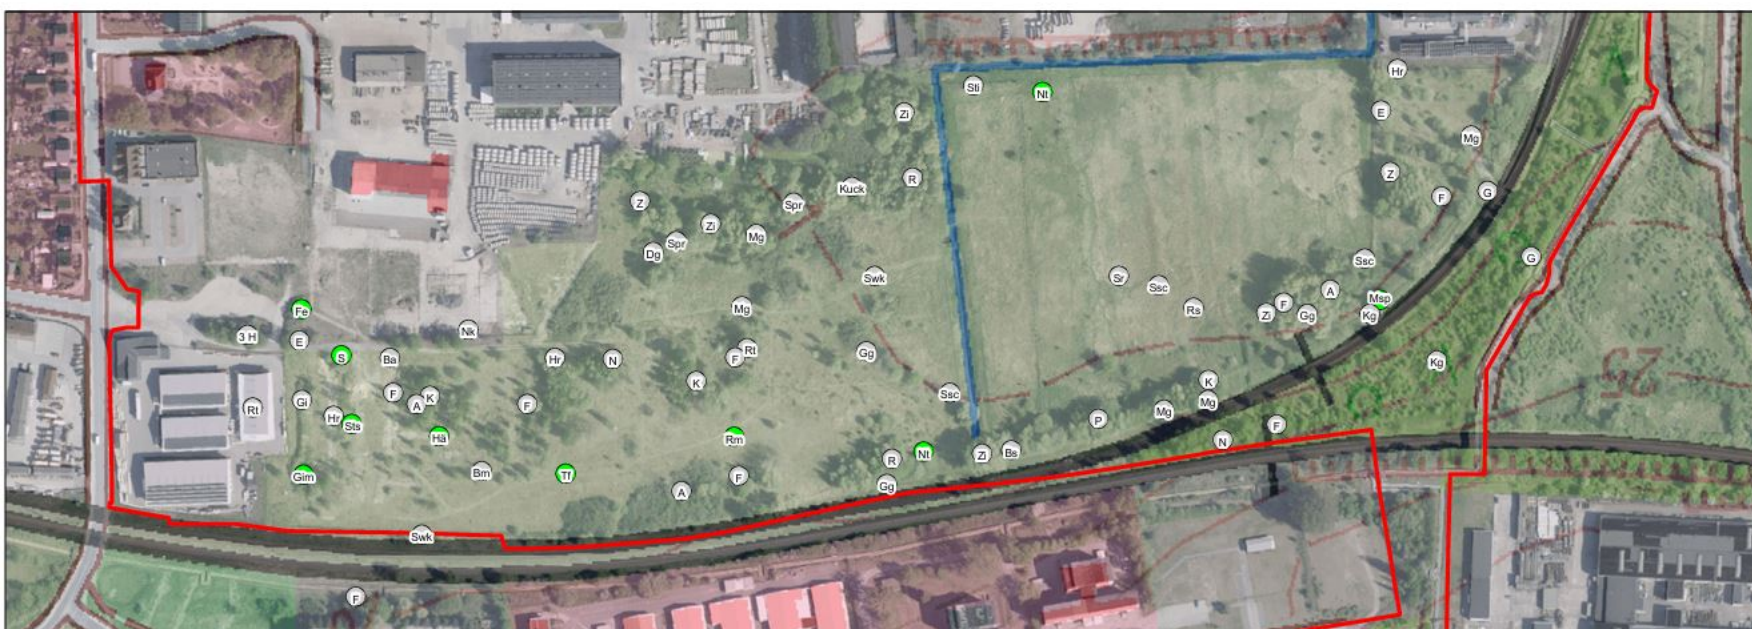 Hr
Sti
Nt
E
Zi
Mg
Z
R
Kuck
G
F
Z
Spr
Zi
Mg
Spr
Dg
G
Ssc
Swk
Sr
Ssc
A
Msp
F
Mg
Rs
Zi
Gg
Kg
Fe
Nk
3 H
E
S
Ba
Hr
N
F
Rt
Gg
Kg
K
K
Mg
F
A
K
F
Ssc
Gi
Rt
Hr
Sts
Mg
P
F
Hä
Rm
N
R
Nt
Zi
Bs
Gim
Bm
Tf
F
A
Gg
Swk
F
25